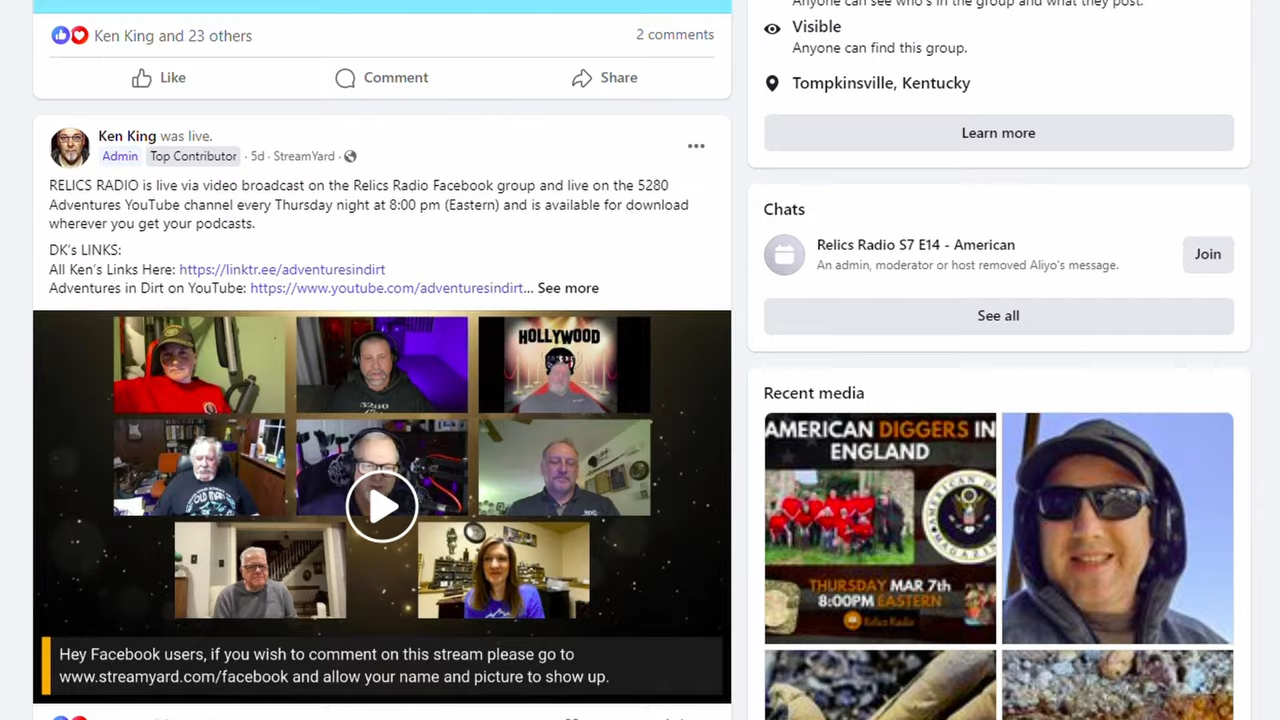 Anyone can see who's in the group and what they post.
Ken King and 23 others
2 comments
Like
Comment
Share
Visible
Anyone can find this group.
Tompkinsville, Kentucky
Learn more
Ken King was live.
Admin Top Contributor · 5d · StreamYard ·
RELICS RADIO is live via video broadcast on the Relics Radio Facebook group and live on the 5280
Adventures YouTube channel every Thursday night at 8:00 pm (Eastern) and is available for download
wherever you get your podcasts.
DK's LINKS:
All Ken's Links Here: https://linktr.ee/adventuresindirt
Adventures in Dirt on YouTube: https://www.youtube.com/adventuresindirt... See more
HOLLYWOOD
5280
OLD MAN
Hey Facebook users, if you wish to comment on this stream please go to
www.streamyard.com/facebook and allow your name and picture to show up.
Chats
Relics Radio S7 E14 - American
An admin, moderator or host removed Aliyo's message.
Join
See all
Recent media
AMERICAN DIGGERS IN
ENGLAND
THURSDAY MAR 7th
8:00PM EASTERN
Relics Radio